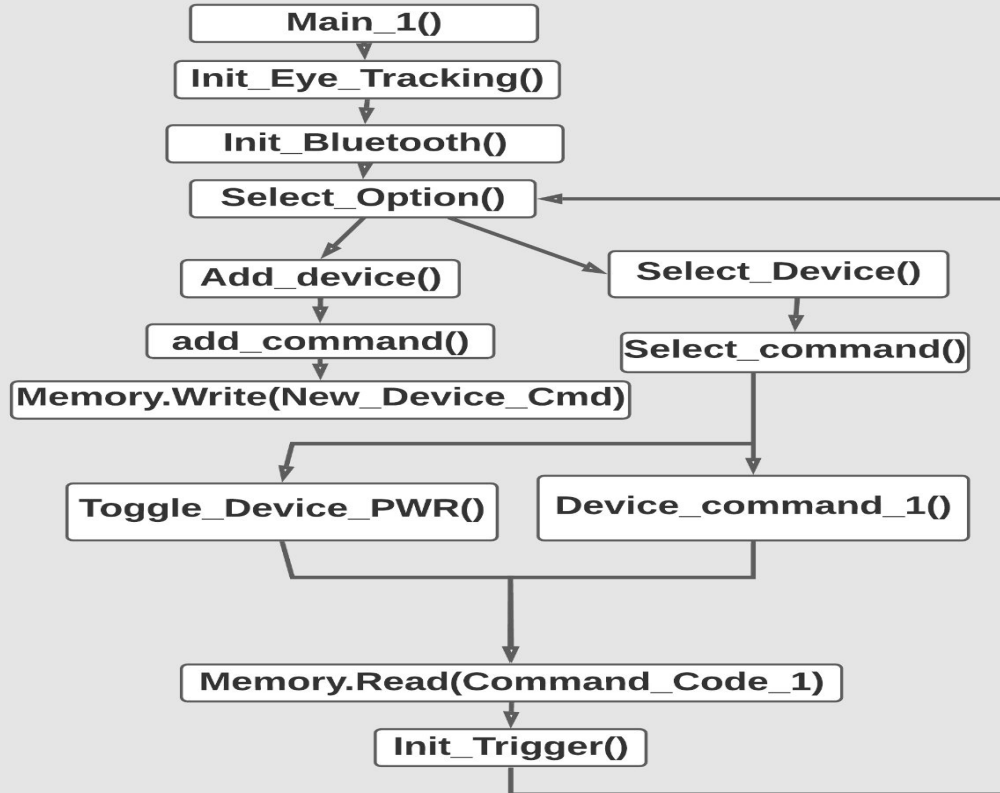 Main_1()
Init_Eye_Tracking()
Init_Bluetooth()
Select_Option()
Add_device()
Select_Device()
add_command()
Select_command()
Memory.Write(New_Device_Cmd)
Toggle_Device_PWR()
Device_command_1()
Memory.Read(Command_Code_1)
Init_Trigger()